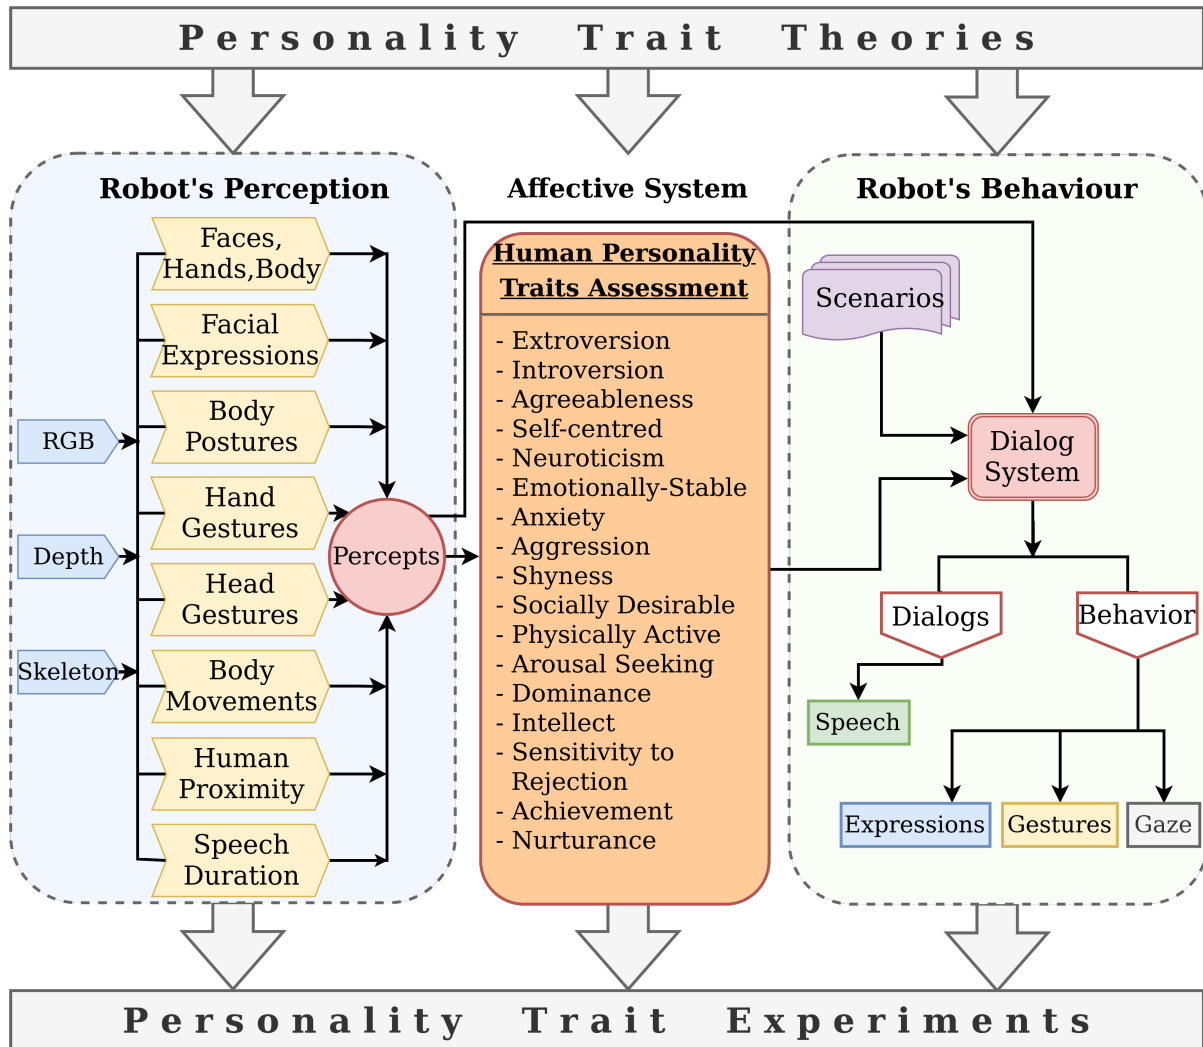 Personality Trait Theories
Robot's Perception
Faces,
Hands,Body
Facial
Expressions
Body
Postures
RGB
Hand
Gestures
Depth
Percepts
Head
Gestures
Skeleton
Body
Movements
Human
Proximity
Speech
Duration
Affective System
Human Personality
Traits Assessment
- Extroversion
- Introversion
- Agreeableness
- Self-centred
- Neuroticism
- Emotionally-Stable
- Anxiety
- Aggression
- Shyness
- Socially Desirable
- Physically Active
- Arousal Seeking
- Dominance
- Intellect
- Sensitivity to
Rejection
- Achievement
- Nurturance
Robot's Behaviour
Scenarios
Dialog
System
Dialogs
Behavior
Speech
Expressions
Gestures
Gaze
Personality Trait Experiments